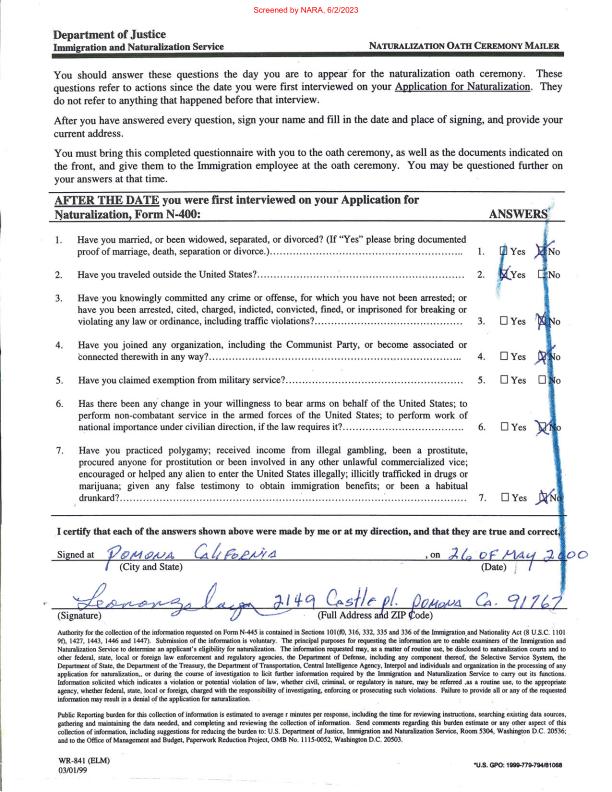 Screened by NARA, 6/2/2023
Department of Justice
Immigration and Naturalization Service NATURALIZATION OATH CEREMONY MAILER
You should answer these questions the day you are to appear for the naturalization oath ceremony. These
questions refer to actions since the date you were first interviewed on your Application for Naturalization. They
do not refer to anything that happened before that interview.
After you have answered every question, sign your name and fill in the date and place of signing, and provide your
current address.
You must bring this completed questionnaire with you to the oath ceremony, as well as the documents indicated on
the front, and give them to the Immigration employee at the oath ceremony. You may be questioned further on
your answers at that time.
AFTER THE DATE you were first interviewed on your Application for
Naturalization, Form N-400: ANSWERS
1. Have you married, or been widowed, separated, or divorced? (If "Yes" please bring documented
proof of marriage, death, separation or divorce.)..... 1. Yes No
2. Have you traveled outside the United States?..... 2. Yes No
3. Have you knowingly committed any crime or offense, for which you have not been arrested; or
have you been arrested, cited, charged, indicted, convicted, fined, or imprisoned for breaking or
violating any law or ordinance, including traffic violations?..... 3. Yes No
4. Have you joined any organization, including the Communist Party, or become associated or
connected therewith in any way?..... 4. Yes No
5. Have you claimed exemption from military service?..... 5. Yes No
6. Has there been any change in your willingness to bear arms on behalf of the United States; to
perform non-combatant service in the armed forces of the United States; to perform work of
national importance under civilian direction, if the law requires it?..... 6. Yes No
7. Have you practiced polygamy; received income from illegal gambling, been a prostitute,
procured anyone for prostitution or been involved in any other unlawful commercialized vice;
encouraged or helped any alien to enter the United States illegally; illicitly trafficked in drugs or
marijuana; given any false testimony to obtain immigration benefits; or been a habitual
drunkard?..... 7. Yes No
I certify that each of the answers shown above were made by me or at my direction, and that they are true and correct,
Signed at POMONA CALIFORNIA , on 26 OF MAY 2000
(City and State) (Date)
2149 Castle pl. POMONA Ca. 91767
(Signature) (Full Address and ZIP Code)
Authority for the collection of the information requested on Form N-445 is contained in Sections 101(f), 316, 332, 335 and 336 of the Immigration and Nationality Act (8 U.S.C. 1101
9f), 1427, 1443, 1446 and 1447). Submission of the information is voluntary. The principal purposes for requesting the information are to enable examiners of the Immigration and
Naturalization Service to determine an applicant's eligibility for naturalization. The information requested may, as a matter of routine use, be disclosed to naturalization courts and to
other federal, state, local or foreign law enforcement and regulatory agencies, the Department of Defense, including any component thereof, the Selective Service System, the
Department of State, the Department of the Treasury, the Department of Transportation, Central Intelligence Agency, Interpol and individuals and organization in the processing of any
application for naturalization,, or during the course of investigation to licit further information required by the Immigration and Naturalization Service to carry out its functions.
Information solicited which indicates a violation or potential violation of law, whether civil, criminal, or regulatory in nature, may be referred ,as a routine use, to the appropriate
agency, whether federal, state, local or foreign, charged with the responsibility of investigating, enforcing or prosecuting such violations. Failure to provide all or any of the requested
information may result in a denial of the application for naturalization.
Public Reporting burden for this collection of information is estimated to average r minutes per response, including the time for reviewing instructions, searching existing data sources,
gathering and maintaining the data needed, and completing and reviewing the collection of information. Send comments regarding this burden estimate or any other aspect of this
collection of information, including suggestions for reducing the burden to: U.S. Department of Justice, Immigration and Naturalization Service, Room 5304, Washington D.C. 20536;
and to the Office of Management and Budget, Paperwork Reduction Project, OMB No. 1115-0052, Washington D.C. 20503.
WR-841 (ELM)
03/01/99 *U.S. GPO: 1999-779-794/81068